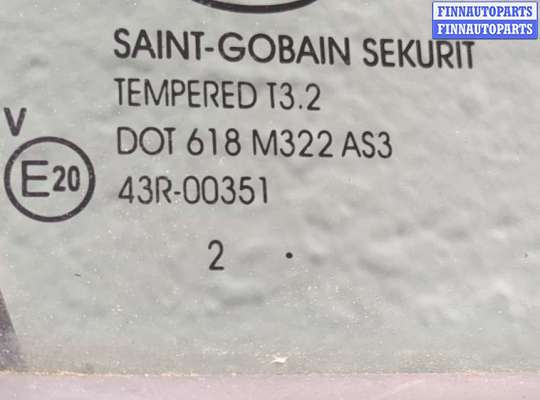 FINNAUTOPARTS
FINNAUTOPARTS
SAINT-GOBAIN SEKURIT
TEMPERED T3.2
V
DOT 618 M322 AS3
E20
43R-00351
2 .